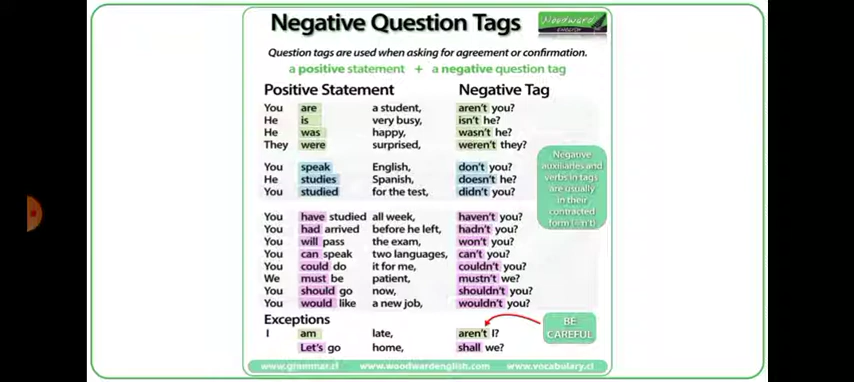 Negative Question Tags
Woodward
ENGLISH
Question tags are used when asking for agreement or confirmation.
a positive statement + a negative question tag
Positive Statement Negative Tag
You are a student, aren't you?
He is very busy, isn't he?
He was happy, wasn't he?
They were surprised, weren't they?
You speak English, don't you?
He studies Spanish, doesn't he?
You studied for the test, didn't you?
Negative
auxiliaries and
verbs in tags
are usually
in their
contracted
form (-n't)
You have studied all week, haven't you?
You had arrived before he left, hadn't you?
You will pass the exam, won't you?
You can speak two languages, can't you?
You could do it for me, couldn't you?
We must be patient, mustn't we?
You should go now, shouldn't you?
You would like a new job, wouldn't you?
Exceptions
I am late, aren't I?
Let's go home, shall we?
BE
CAREFUL
www.grammar.cl www.woodwardenglish.com www.vocabulary.cl